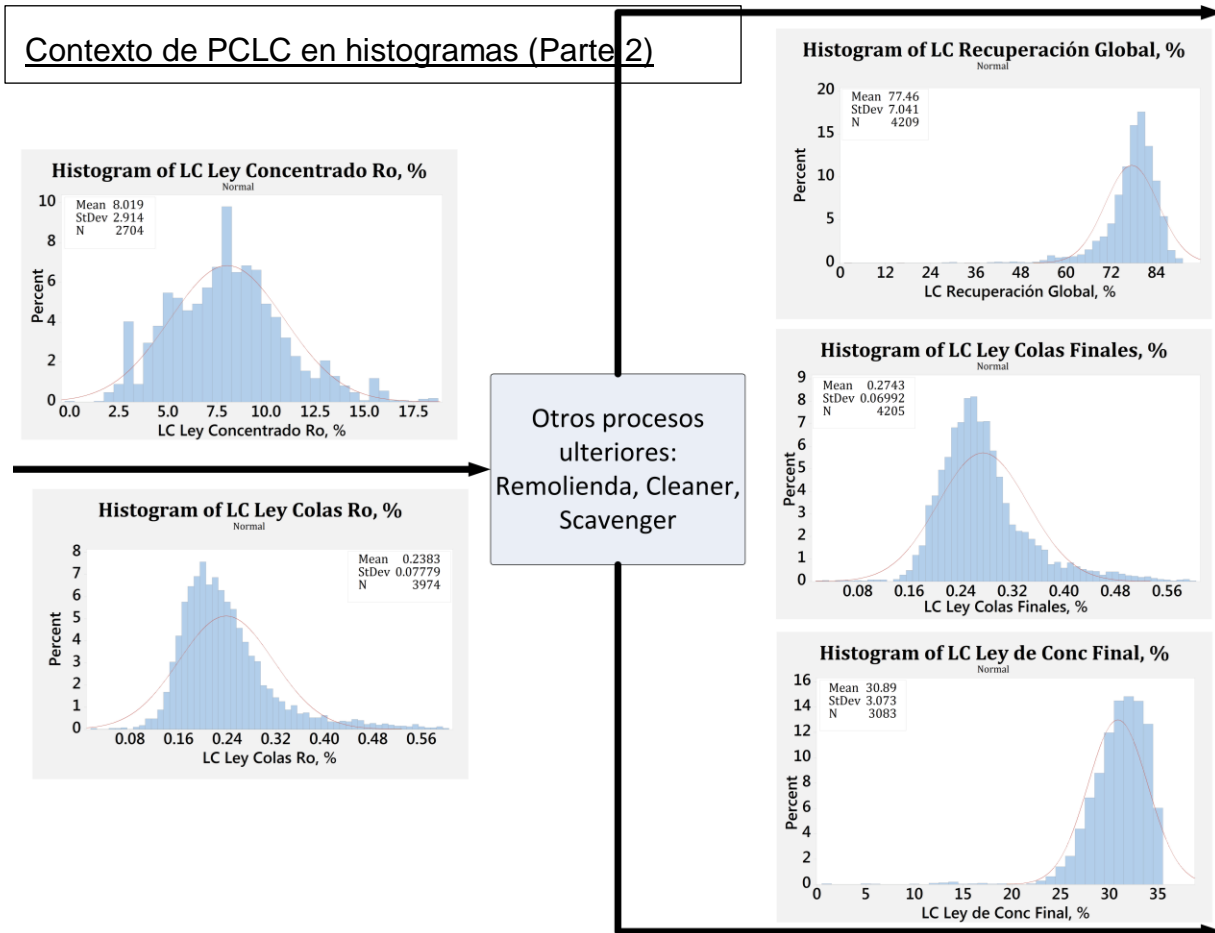 Contexto de PCLC en histogramas (Parte 2)
Histogram of LC Ley Concentrado Ro, %
Normal
Mean 8.019
StDev 2.914
N 2704
Percent
10
8
6
4
2
0
0.0 2.5 5.0 7.5 10.0 12.5 15.0 17.5
LC Ley Concentrado Ro, %
Histogram of LC Ley Colas Ro, %
Normal
Mean 0.2383
StDev 0.07779
N 3974
Percent
8
7
6
5
4
3
2
1
0
0.08 0.16 0.24 0.32 0.40 0.48 0.56
LC Ley Colas Ro, %
Otros procesos
ulteriores:
Remolienda, Cleaner,
Scavenger
Histogram of LC Recuperación Global, %
Normal
Mean 77.46
StDev 7.041
N 4209
Percent
20
15
10
5
0
0 12 24 36 48 60 72 84
LC Recuperación Global, %
Histogram of LC Ley Colas Finales, %
Normal
Mean 0.2743
StDev 0.06992
N 4205
Percent
9
8
7
6
5
4
3
2
1
0
0.08 0.16 0.24 0.32 0.40 0.48 0.56
LC Ley Colas Finales, %
Histogram of LC Ley de Conc Final, %
Normal
Mean 30.89
StDev 3.073
N 3083
Percent
16
14
12
10
8
6
4
2
0
0 5 10 15 20 25 30 35
LC Ley de Conc Final, %